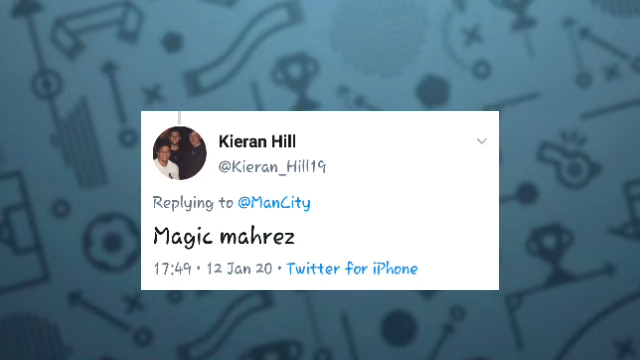 Kieran Hill
@Kieran_Hill19
Replying to @ManCity
Magic mahrez
17:49 • 12 Jan 20 • Twitter for iPhone